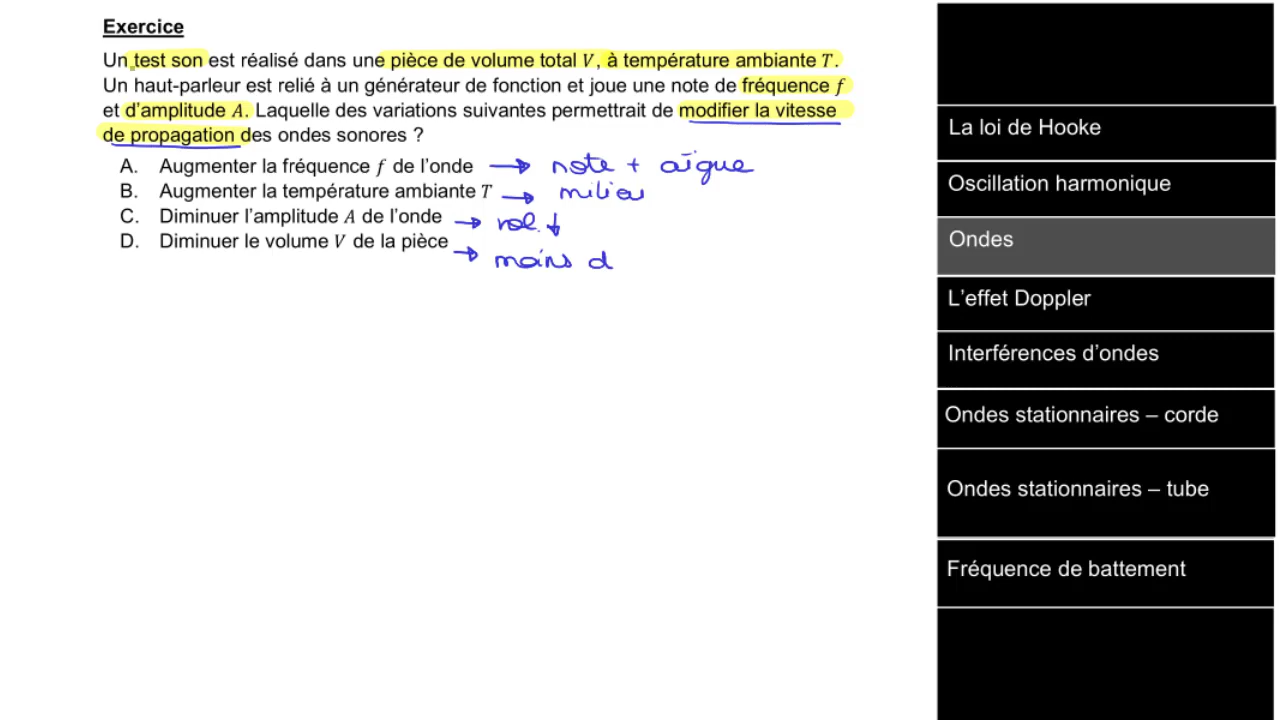 Exercice
Un test son est réalisé dans une pièce de volume total V, à température ambiante T.
Un haut-parleur est relié à un générateur de fonction et joue une note de fréquence f
et d'amplitude A. Laquelle des variations suivantes permettrait de modifier la vitesse
de propagation des ondes sonores ?
A. Augmenter la fréquence f de l'onde → note + aïgue
B. Augmenter la température ambiante T → milieu
C. Diminuer l'amplitude A de l'onde → vol. ↓
D. Diminuer le volume V de la pièce → moins d
La loi de Hooke
Oscillation harmonique
Ondes
L'effet Doppler
Interférences d'ondes
Ondes stationnaires – corde
Ondes stationnaires – tube
Fréquence de battement